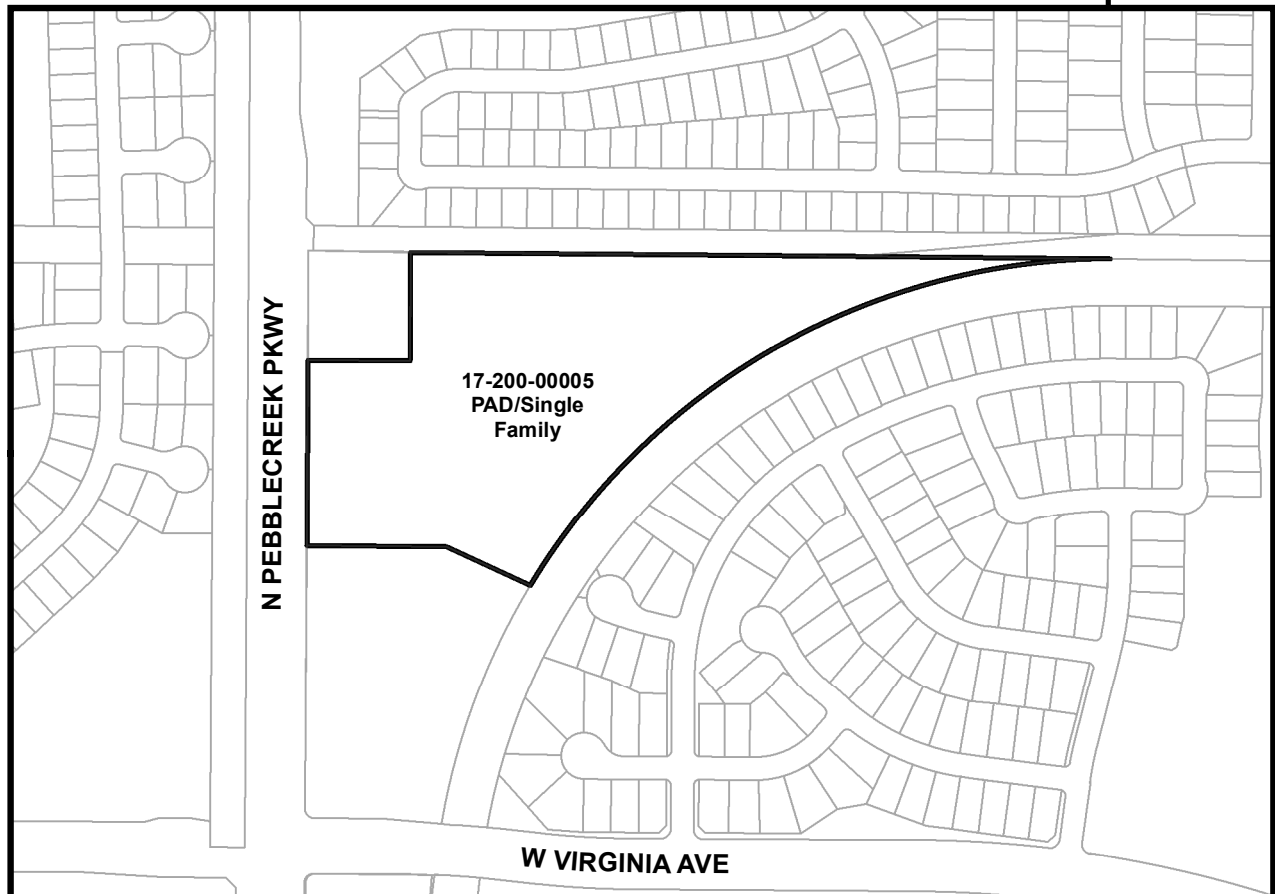 N PEBBLECREEK PKWY
17-200-00005
PAD/Single
Family
W VIRGINIA AVE